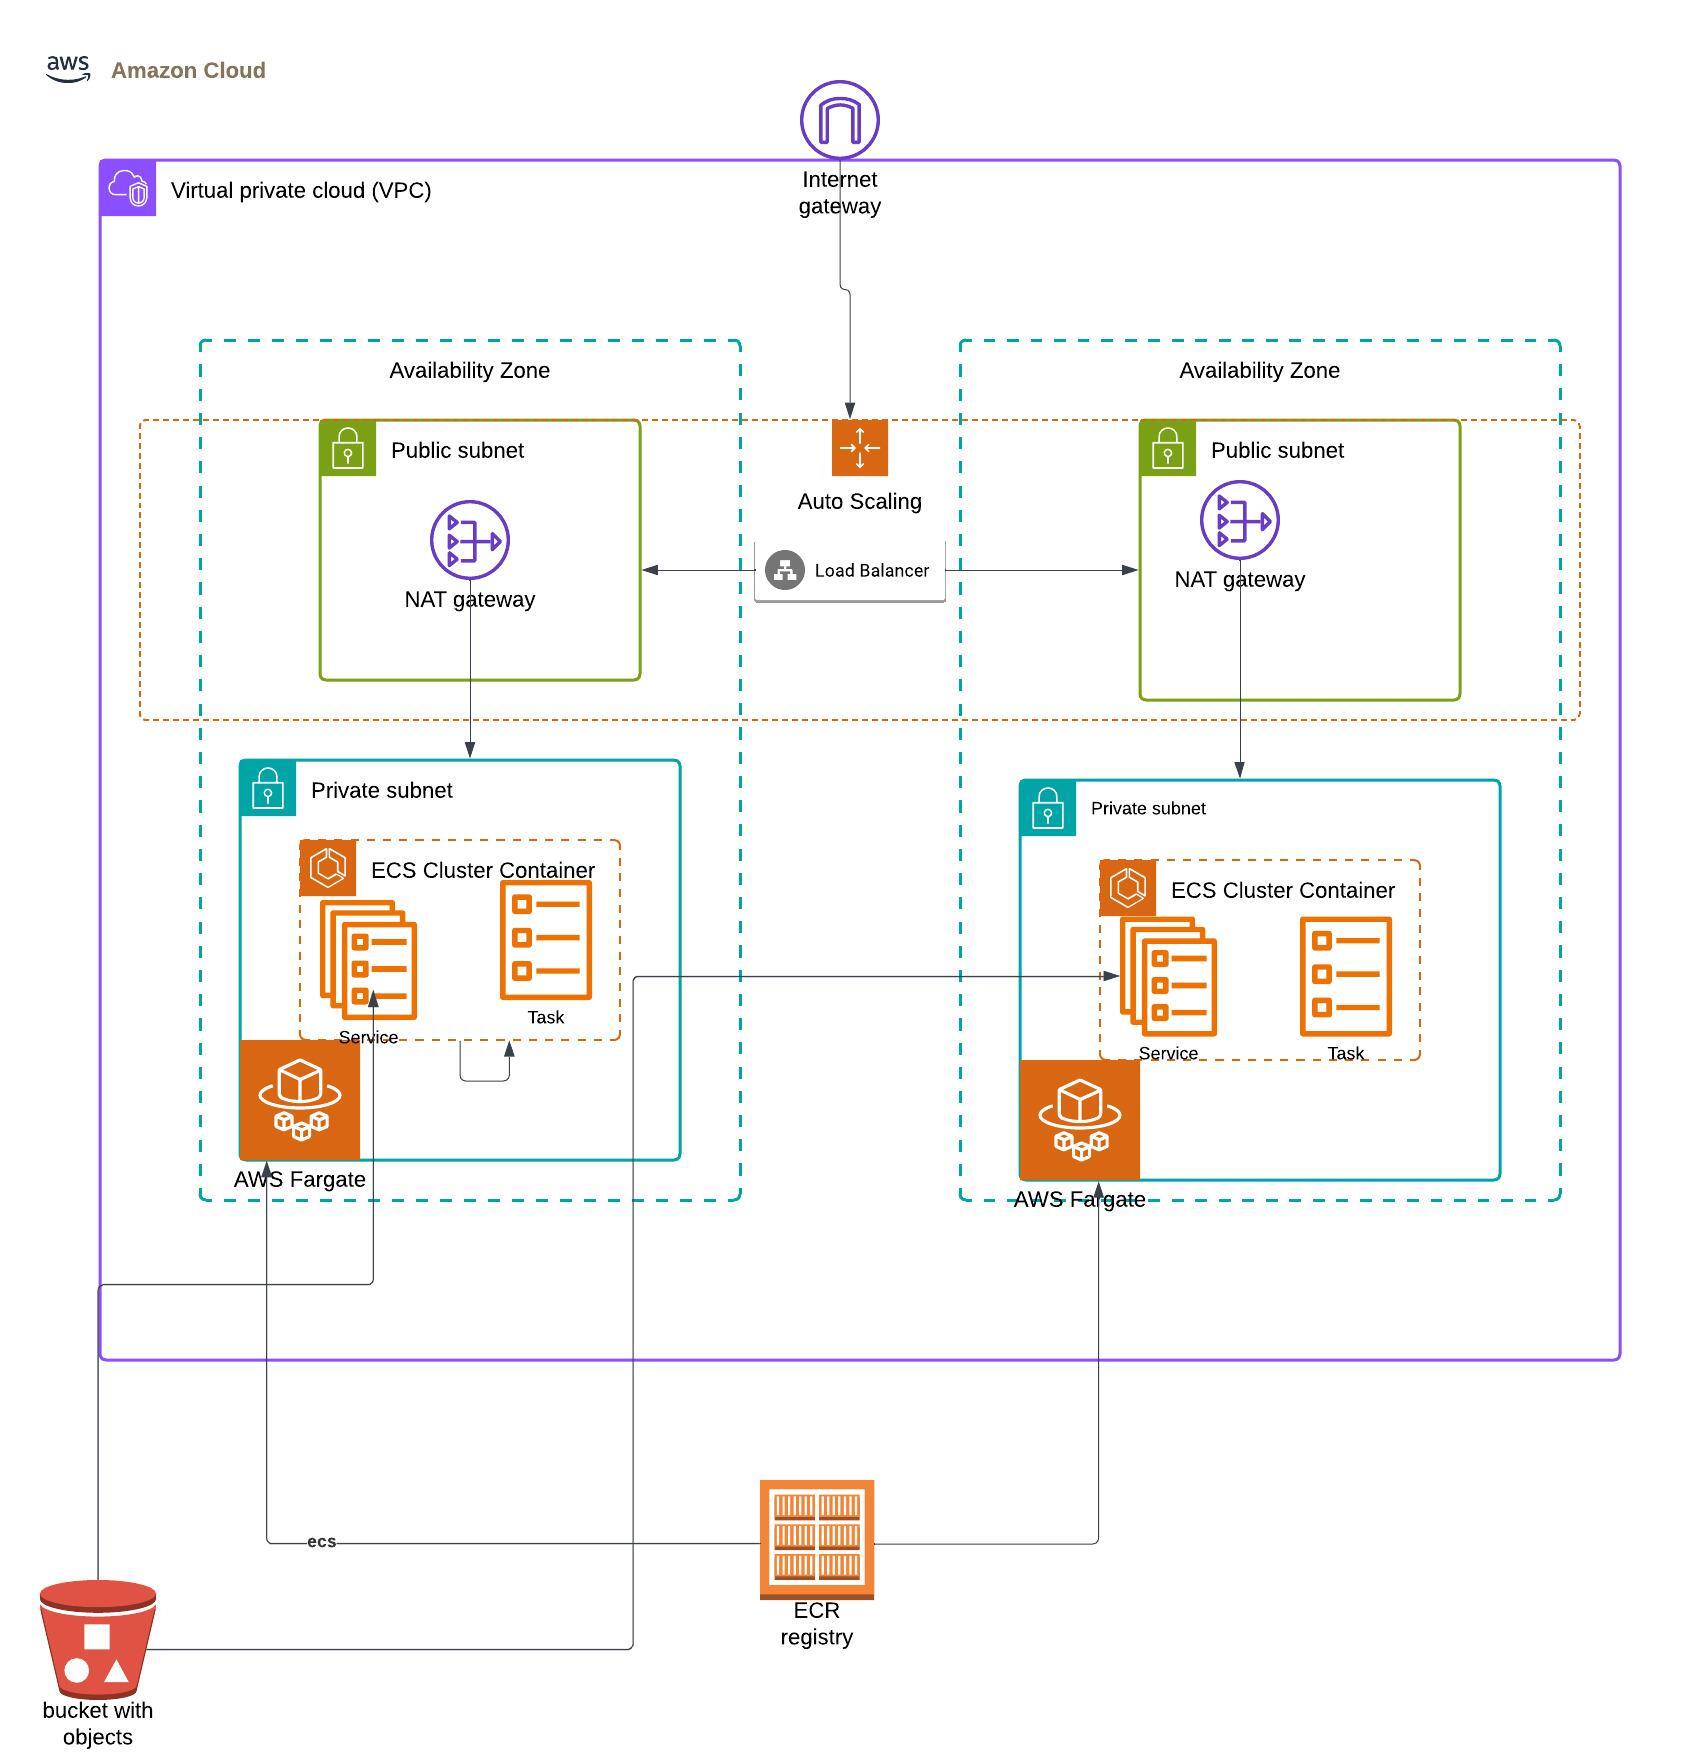 aws
Amazon Cloud
Internet
gateway
Virtual private cloud (VPC)
Availability Zone
Availability Zone
Public subnet
Public subnet
Auto Scaling
NAT gateway
Load Balancer
NAT gateway
Private subnet
Private subnet
ECS Cluster Container
ECS Cluster Container
Service
Task
Service
Task
AWS Fargate
AWS Fargate
ecs
ECR
registry
bucket with
objects